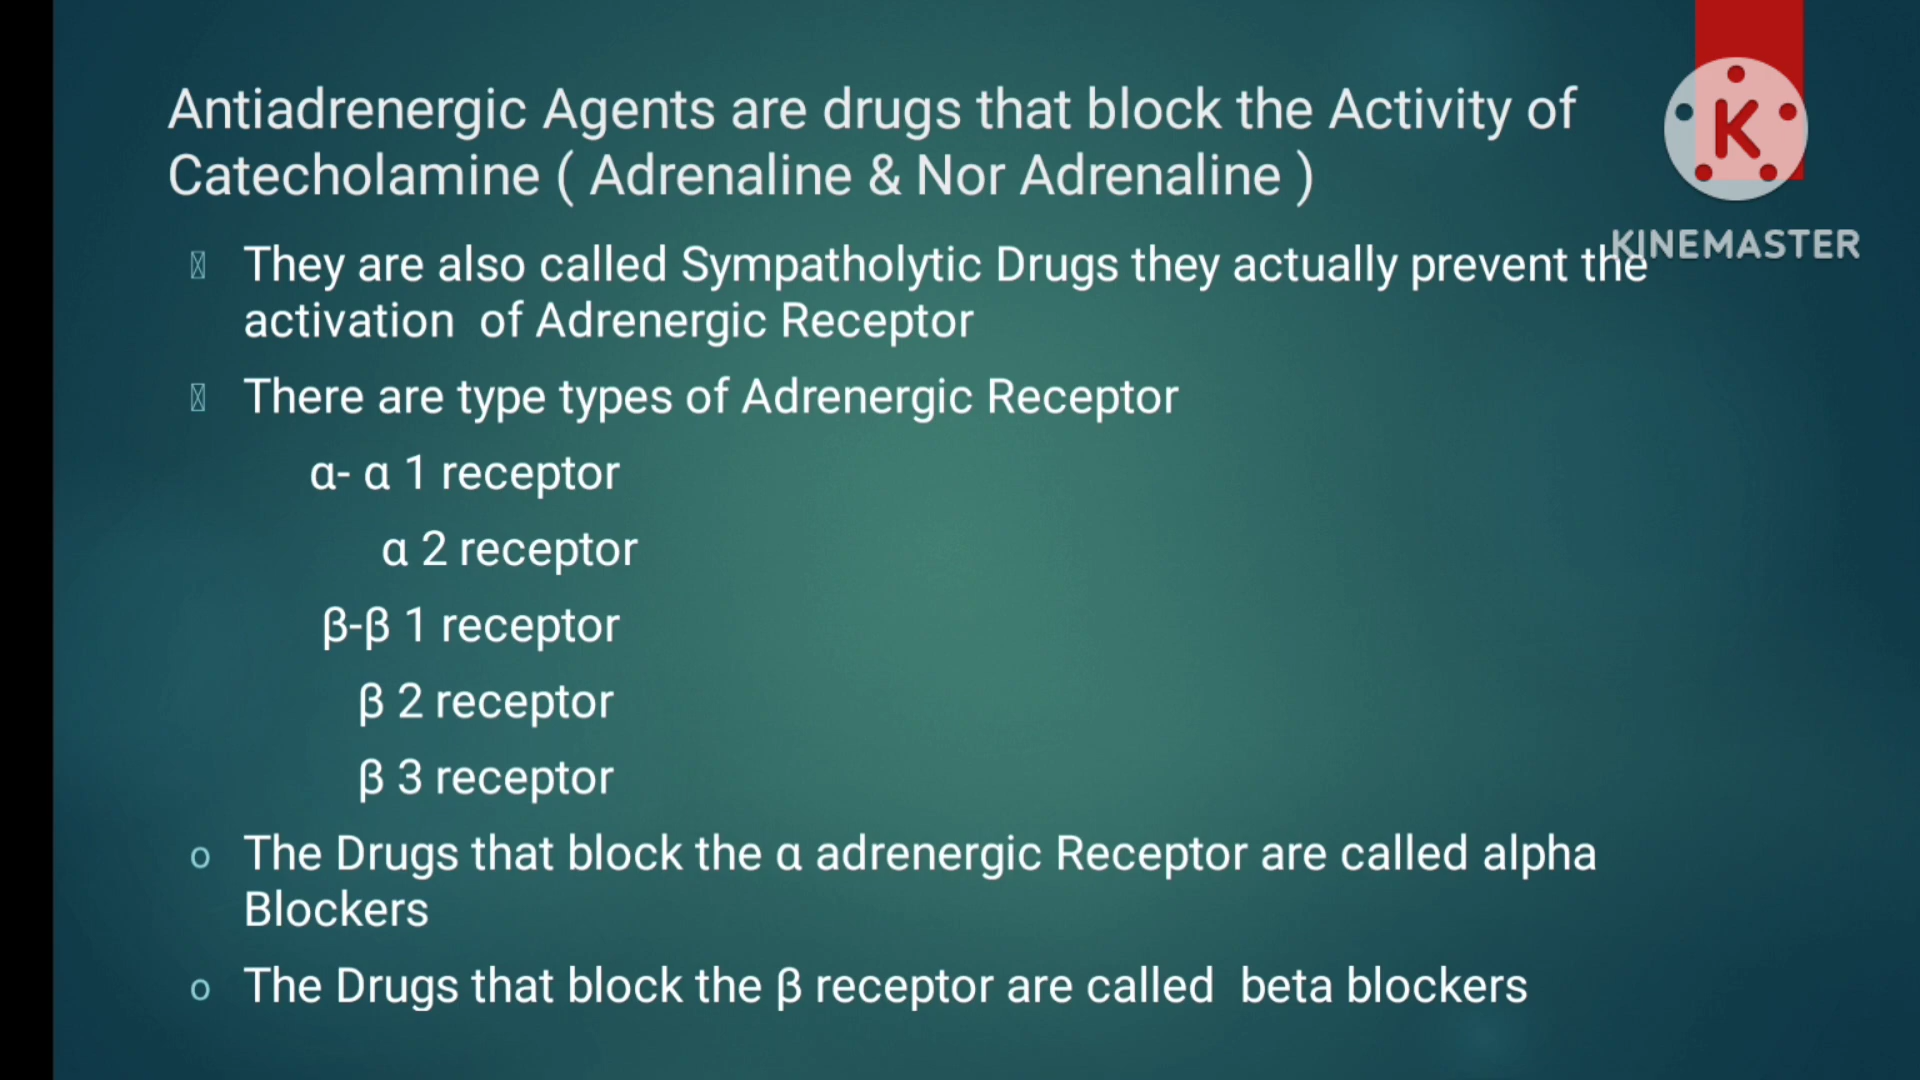 Antiadrenergic Agents are drugs that block the Activity of
Catecholamine ( Adrenaline & Nor Adrenaline )
KINEMASTER
They are also called Sympatholytic Drugs they actually prevent the
activation  of Adrenergic Receptor
There are type types of Adrenergic Receptor
α- α 1 receptor
α 2 receptor
β-β 1 receptor
β 2 receptor
β 3 receptor
o The Drugs that block the α adrenergic Receptor are called alpha
Blockers
o The Drugs that block the β receptor are called  beta blockers